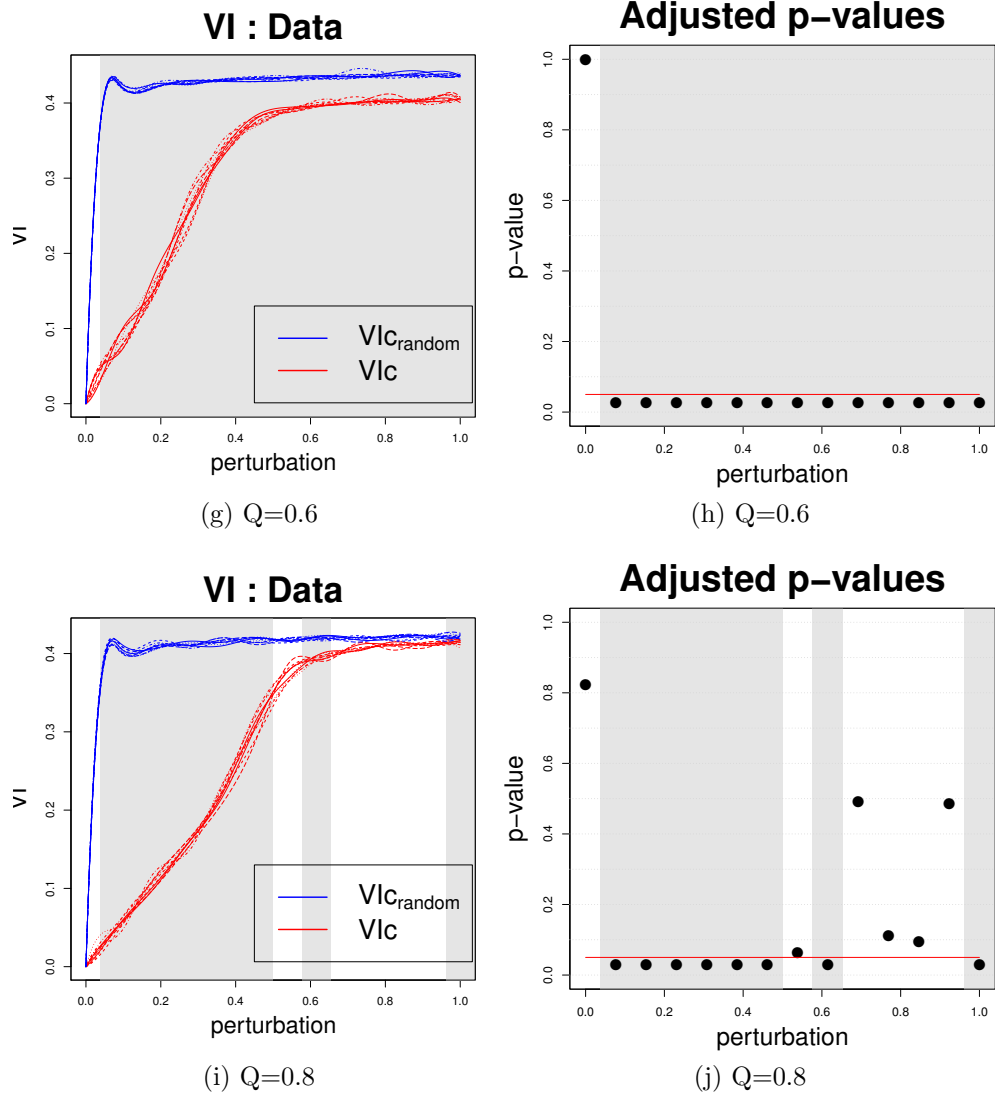 VI : Data
VI
0.0 0.1 0.2 0.3 0.4
VIc_random
VIc
0.0 0.2 0.4 0.6 0.8 1.0
perturbation
(g) Q=0.6
Adjusted p−values
p−value
0.0 0.2 0.4 0.6 0.8 1.0
0.0 0.2 0.4 0.6 0.8 1.0
perturbation
(h) Q=0.6
VI : Data
VI
0.0 0.1 0.2 0.3 0.4
VIc_random
VIc
0.0 0.2 0.4 0.6 0.8 1.0
perturbation
(i) Q=0.8
Adjusted p−values
p−value
0.0 0.2 0.4 0.6 0.8 1.0
0.0 0.2 0.4 0.6 0.8 1.0
perturbation
(j) Q=0.8